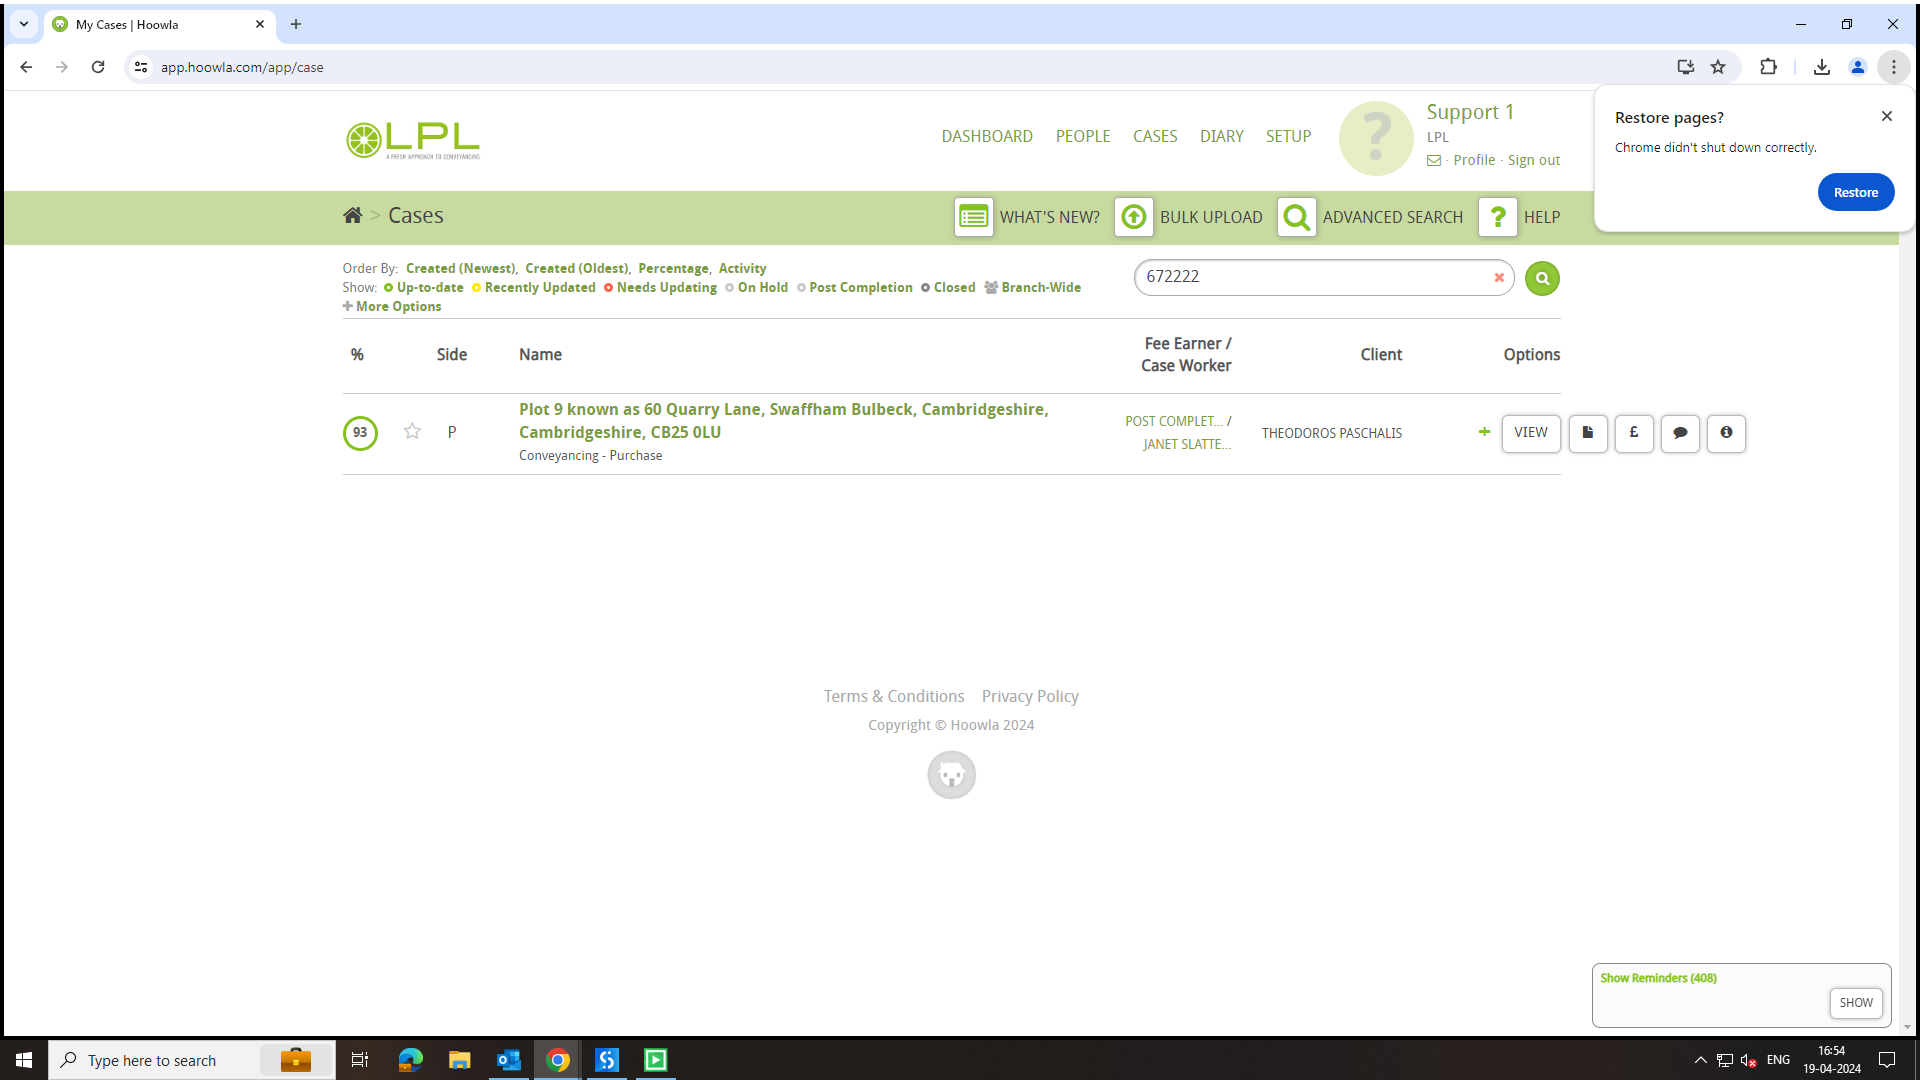 My Cases | Hoowla
app.hoowla.com/app/case
Restore pages?
Chrome didn't shut down correctly.
Restore
LPL
A FRESH APPROACH TO CONVEYANCING
DASHBOARD PEOPLE CASES DIARY SETUP
?
Support 1
LPL
· Profile · Sign out
> Cases
WHAT'S NEW? BULK UPLOAD ADVANCED SEARCH ? HELP
Order By: Created (Newest), Created (Oldest), Percentage, Activity
Show: Up-to-date Recently Updated Needs Updating On Hold Post Completion Closed Branch-Wide
+ More Options
672222
% Side Name Fee Earner / Case Worker Client Options
93 P
Plot 9 known as 60 Quarry Lane, Swaffham Bulbeck, Cambridgeshire,
Cambridgeshire, CB25 0LU
Conveyancing - Purchase
POST COMPLET... /
JANET SLATTE...
THEODOROS PASCHALIS
+ VIEW £
Terms & Conditions Privacy Policy
Copyright © Hoowla 2024
Show Reminders (408)
SHOW
Type here to search
ENG
16:54
19-04-2024